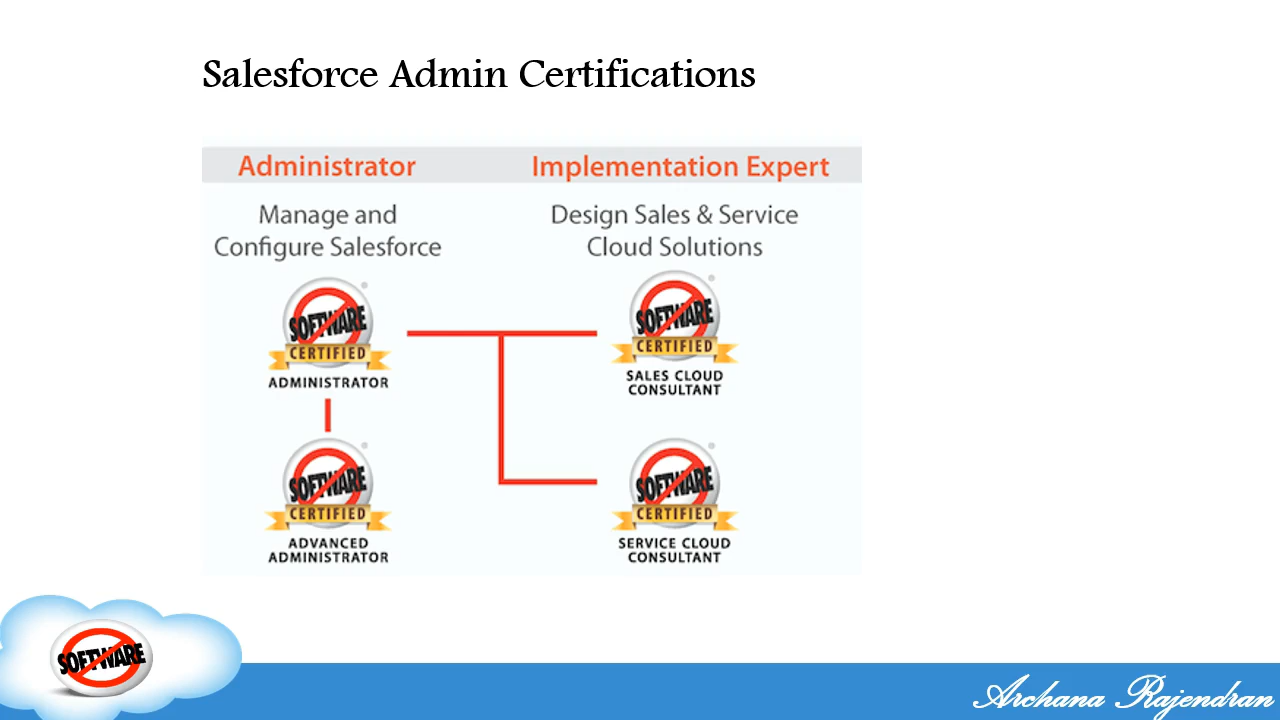 Salesforce Admin Certifications
Administrator
Implementation Expert
Manage and
Configure Salesforce
Design Sales & Service
Cloud Solutions
SOFTWARE
CERTIFIED
ADMINISTRATOR
SOFTWARE
CERTIFIED
SALES CLOUD
CONSULTANT
SOFTWARE
CERTIFIED
ADVANCED
ADMINISTRATOR
SOFTWARE
CERTIFIED
SERVICE CLOUD
CONSULTANT
SOFTWARE
Archana Rajendran